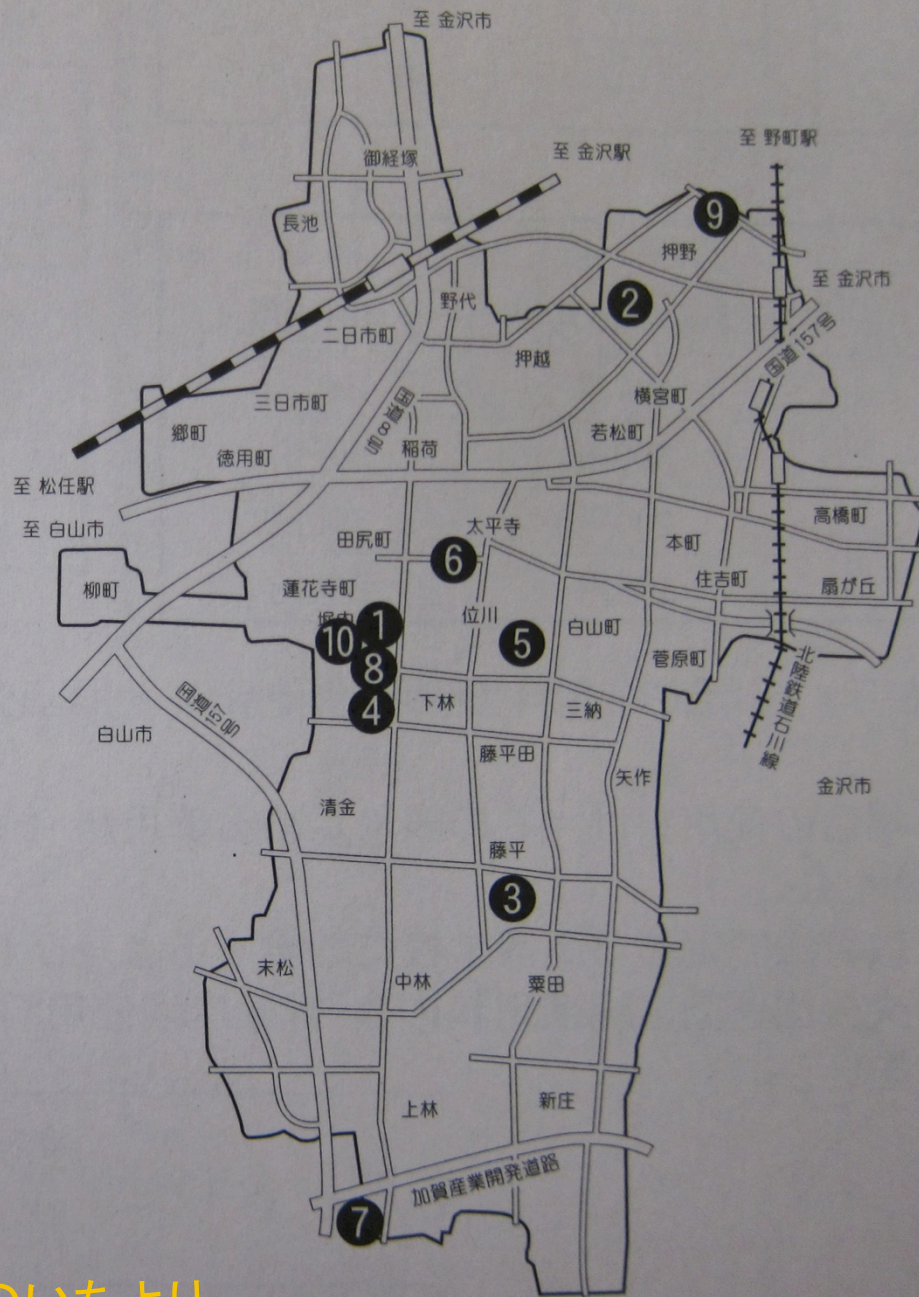 至 金沢市
至 野町駅
至 金沢駅
御経塚
⑨
長池
押野
至 金沢市
②
野代
国道157号
二日市町
押越
横宮町
三日市町
国道8号
若松町
郷町
稲荷
徳用町
至 松任駅
高橋町
至 白山市
太平寺
田尻町
本町
⑥
住吉町
柳町
蓮花寺町
扇が丘
位川
①
白山町
⑩
⑤
菅原町
⑧
北陸鉄道石川線
下林
三納
④
国道157号
白山市
藤平田
矢作
金沢市
清金
藤平
③
末松
中林
粟田
上林
新庄
加賀産業開発道路
⑦